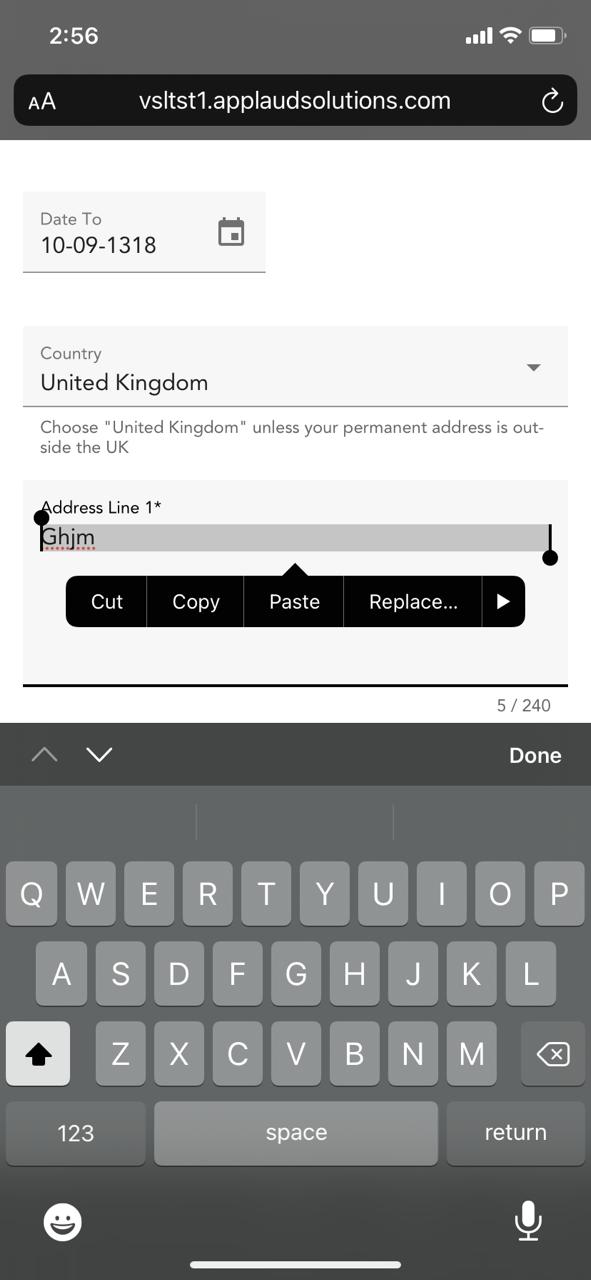 2:56
AA vsltst1.applaudsolutions.com
Date To
10-09-1318
Country
United Kingdom
Choose "United Kingdom" unless your permanent address is out-
side the UK
Address Line 1*
Ghjm
Cut Copy Paste Replace...
5 / 240
Done
Q W E R T Y U I O P
A S D F G H J K L
Z X C V B N M
123 space return